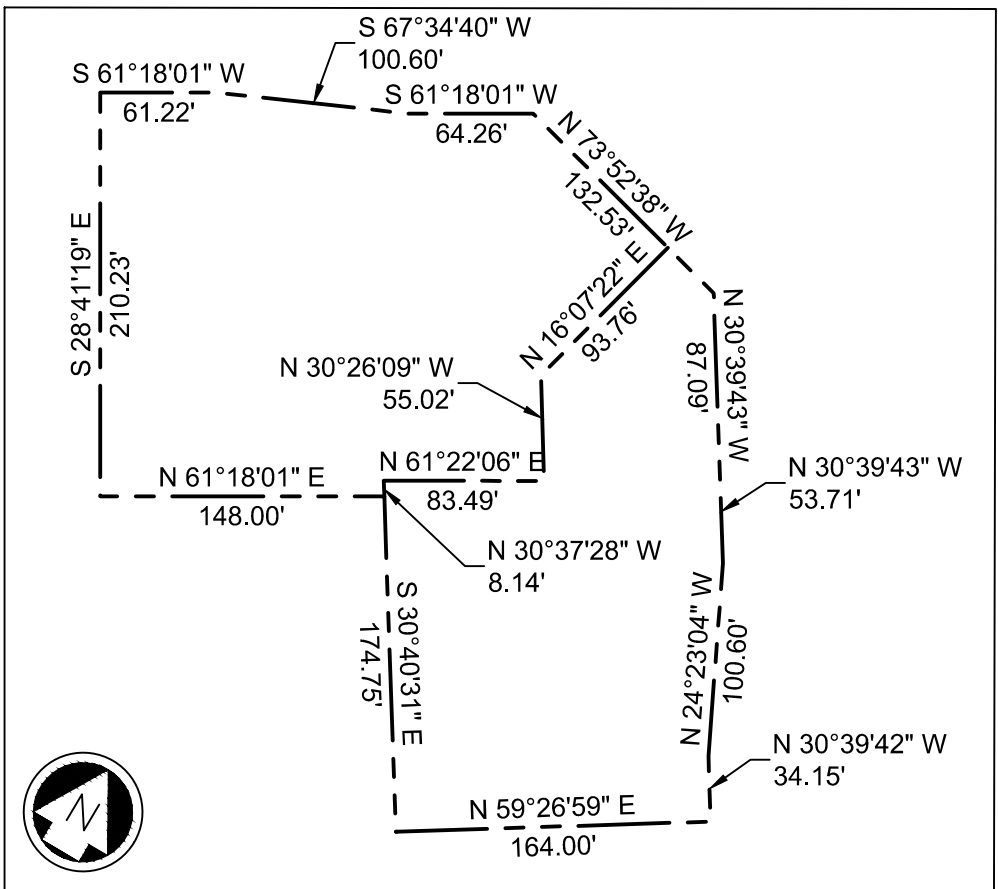 S 67°34'40" W
100.60'
S 61°18'01" W
61.22'
S 61°18'01" W
64.26'
N 73°52'38" W
132.53'
S 28°41'19" E
210.23'
N 16°07'22" E
93.76'
N 30°39'43" W
87.09'
N 30°26'09" W
55.02'
N 61°22'06" E
83.49'
N 61°18'01" E
148.00'
N 30°39'43" W
53.71'
N 30°37'28" W
8.14'
S 30°40'31" E
174.75'
N 24°23'04" W
100.60'
N 30°39'42" W
34.15'
N 59°26'59" E
164.00'
N